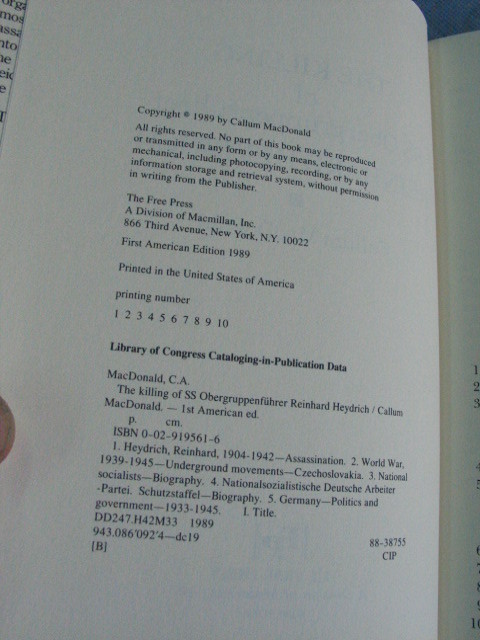 Copyright © 1989 by Callum MacDonald
All rights reserved. No part of this book may be reproduced
or transmitted in any form or by any means, electronic or
mechanical, including photocopying, recording, or by any
information storage and retrieval system, without permission
in writing from the Publisher.
The Free Press
A Division of Macmillan, Inc.
866 Third Avenue, New York, N.Y. 10022
First American Edition 1989
Printed in the United States of America
printing number
1 2 3 4 5 6 7 8 9 10
Library of Congress Cataloging-in-Publication Data
MacDonald, C.A.
The killing of SS Obergruppenführer Reinhard Heydrich / Callum
MacDonald. — 1st American ed.
p. cm.
ISBN 0-02-919561-6
1. Heydrich, Reinhard, 1904-1942—Assassination. 2. World War,
1939-1945—Underground movements—Czechoslovakia. 3. National
socialists—Biography. 4. Nationalsozialistische Deutsche Arbeiter
-Partei. Schutzstaffel—Biography. 5. Germany—Politics and
government—1933-1945. I. Title.
DD247.H42M33 1989
943.086'092'4—dc19
88-38755
[B]
CIP